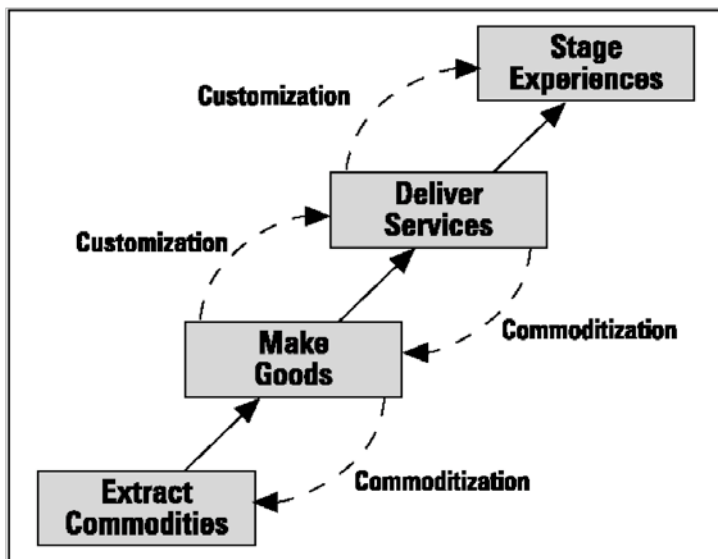 Stage
Experiences
Customization
Deliver
Services
Customization
Commoditization
Make
Goods
Commoditization
Extract
Commodities